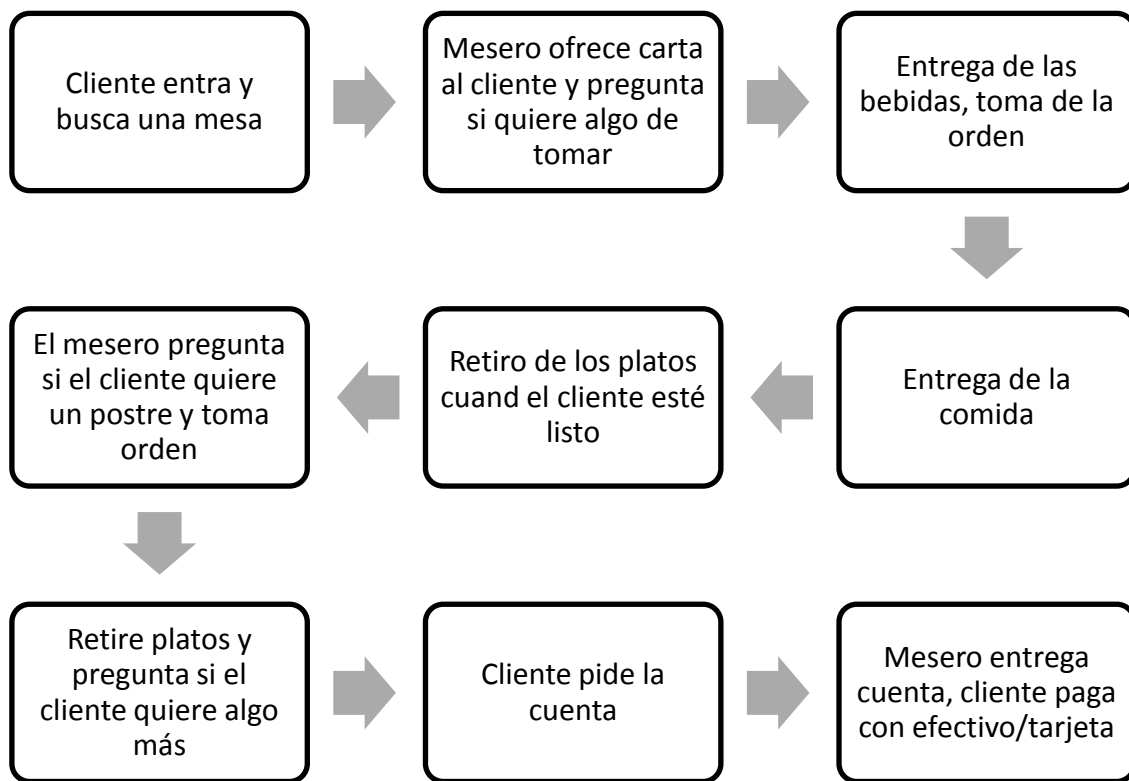 Cliente entra y
busca una mesa
Mesero ofrece carta
al cliente y pregunta
si quiere algo de
tomar
Entrega de las
bebidas, toma de la
orden
Entrega de la
comida
Retiro de los platos
cuand el cliente esté
listo
El mesero pregunta
si el cliente quiere
un postre y toma
orden
Retire platos y
pregunta si el
cliente quiere algo
más
Cliente pide la
cuenta
Mesero entrega
cuenta, cliente paga
con efectivo/tarjeta